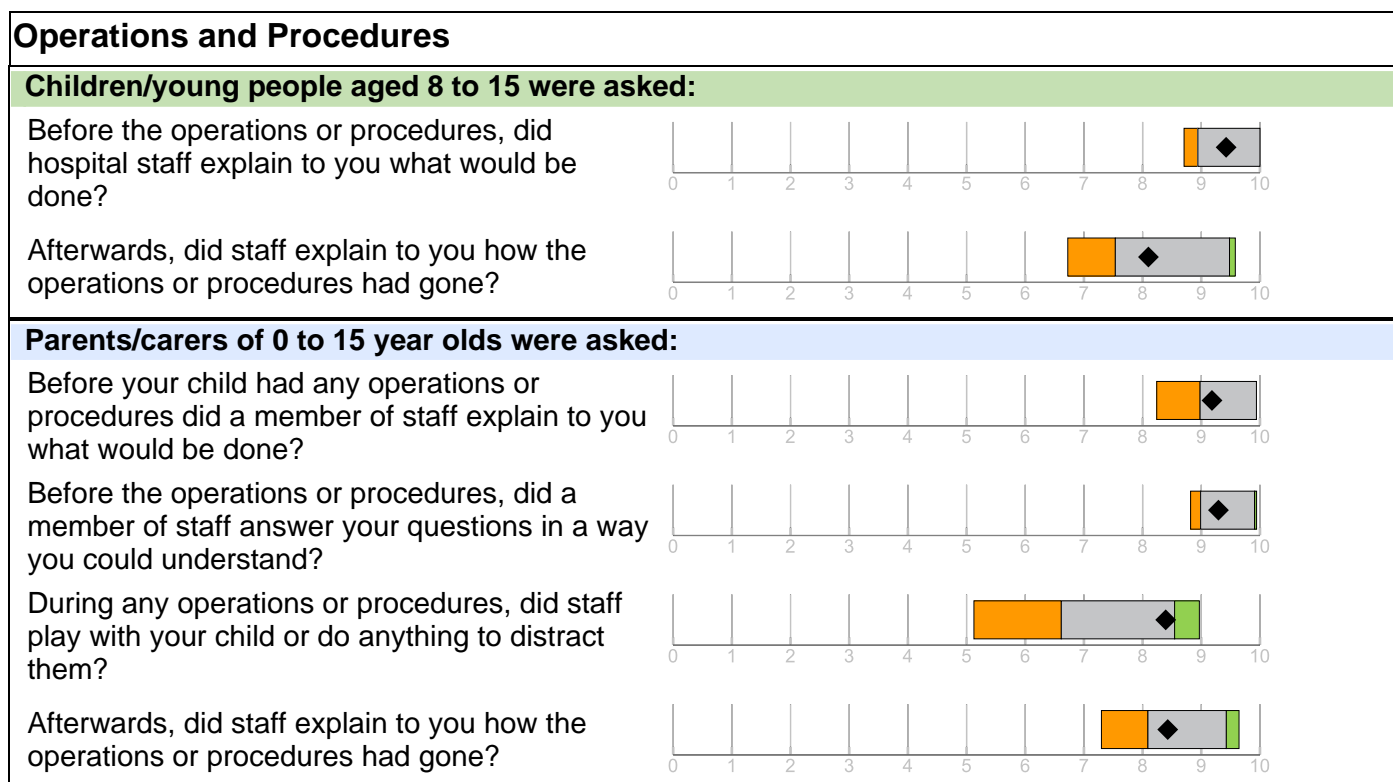 Operations and Procedures
Children/young people aged 8 to 15 were asked:
Before the operations or procedures, did
hospital staff explain to you what would be
done?
0 1 2 3 4 5 6 7 8 9 10
Afterwards, did staff explain to you how the
operations or procedures had gone?
0 1 2 3 4 5 6 7 8 9 10
Parents/carers of 0 to 15 year olds were asked:
Before your child had any operations or
procedures did a member of staff explain to you
what would be done?
0 1 2 3 4 5 6 7 8 9 10
Before the operations or procedures, did a
member of staff answer your questions in a way
you could understand?
0 1 2 3 4 5 6 7 8 9 10
During any operations or procedures, did staff
play with your child or do anything to distract
them?
0 1 2 3 4 5 6 7 8 9 10
Afterwards, did staff explain to you how the
operations or procedures had gone?
0 1 2 3 4 5 6 7 8 9 10